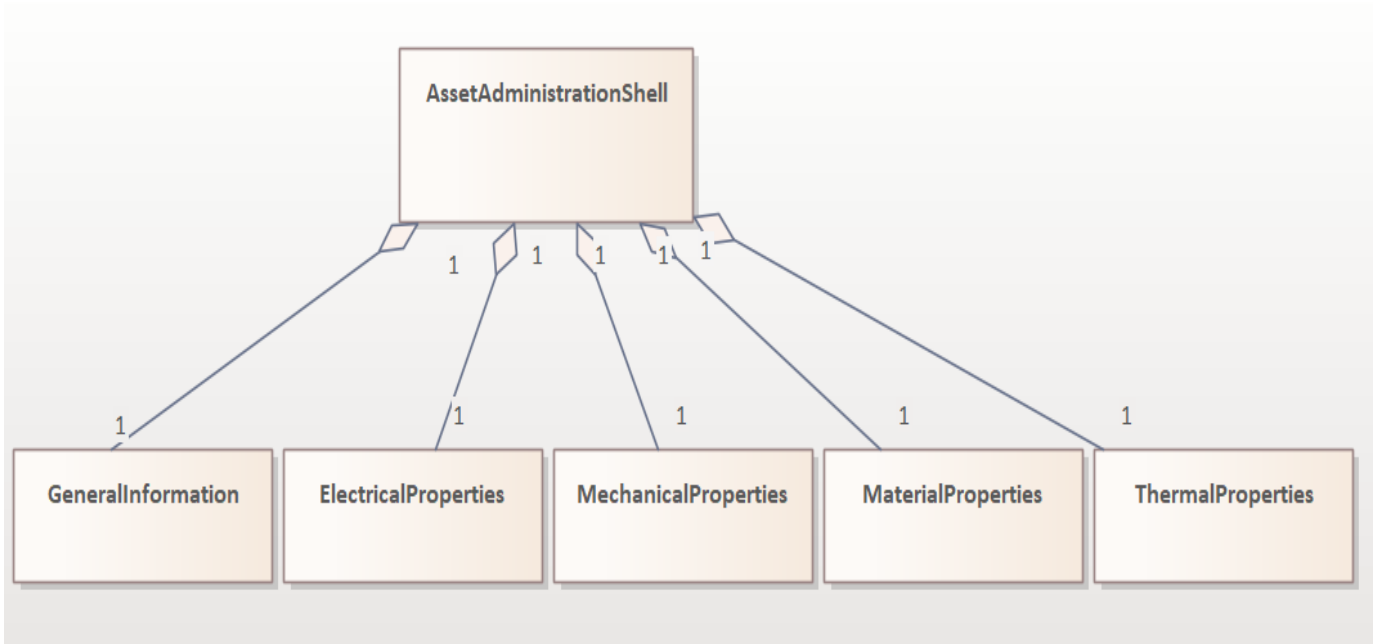 AssetAdministrationShell
1 1 1 1 1
1 1 1 1 1
GeneralInformation ElectricalProperties MechanicalProperties MaterialProperties ThermalProperties